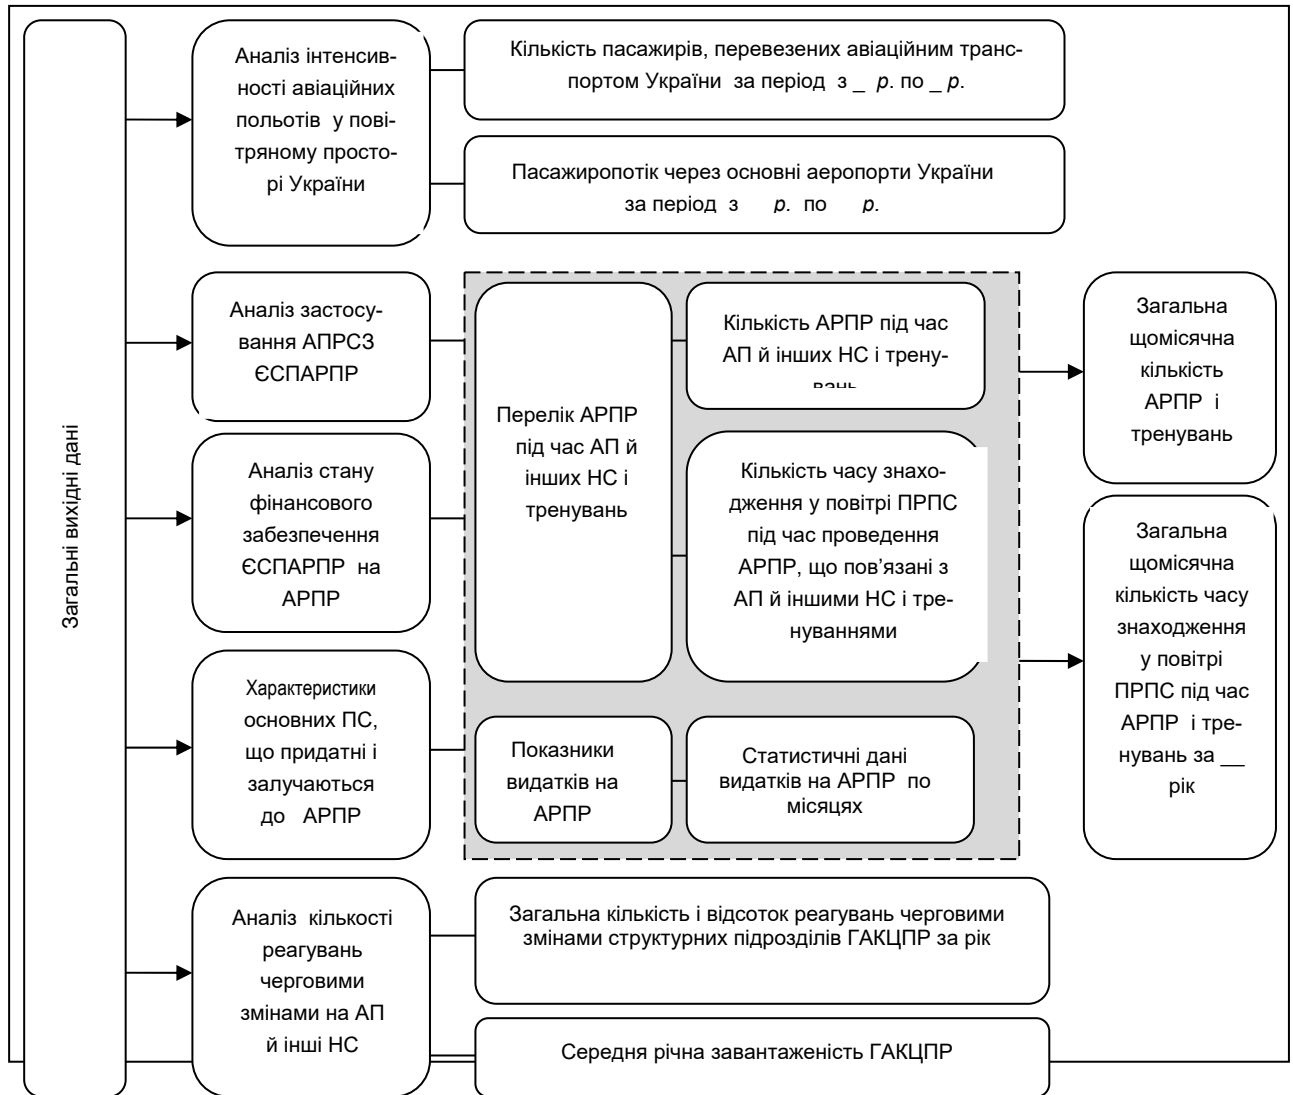 Загальні вихідні дані
Аналіз інтенсив-
ності авіаційних
польотів у пові-
тряному просто-
рі України
Кількість пасажирів, перевезених авіаційним транс-
портом України за період з _ р. по _ р.
Пасажиропотік через основні аеропорти України
за період з р. по р.
Аналіз застосу-
вання АПРСЗ
ЄСПАРПР
Аналіз стану
фінансового
забезпечення
ЄСПАРПР на
АРПР
Характеристики
основних ПС,
що придатні і
залучаються
до АРПР
Перелік АРПР
під час АП й
інших НС і
тренувань
Кількість АРПР під час
АП й інших НС і трену-
вань
Кількість часу знахо-
дження у повітрі ПРПС
під час проведення
АРПР, що пов’язані з
АП й іншими НС і тре-
нуваннями
Показники
видатків на
АРПР
Статистичні дані
видатків на АРПР по
місяцях
Загальна
щомісячна
кількість
АРПР і
тренувань
Загальна
щомісячна
кількість часу
знаходження
у повітрі
ПРПС під час
АРПР і тре-
нувань за __
рік
Аналіз кількості
реагувань
черговими
змінами на АП
й інші НС
Загальна кількість і відсоток реагувань черговими
змінами структурних підрозділів ГАКЦПР за рік
Середня річна завантаженість ГАКЦПР